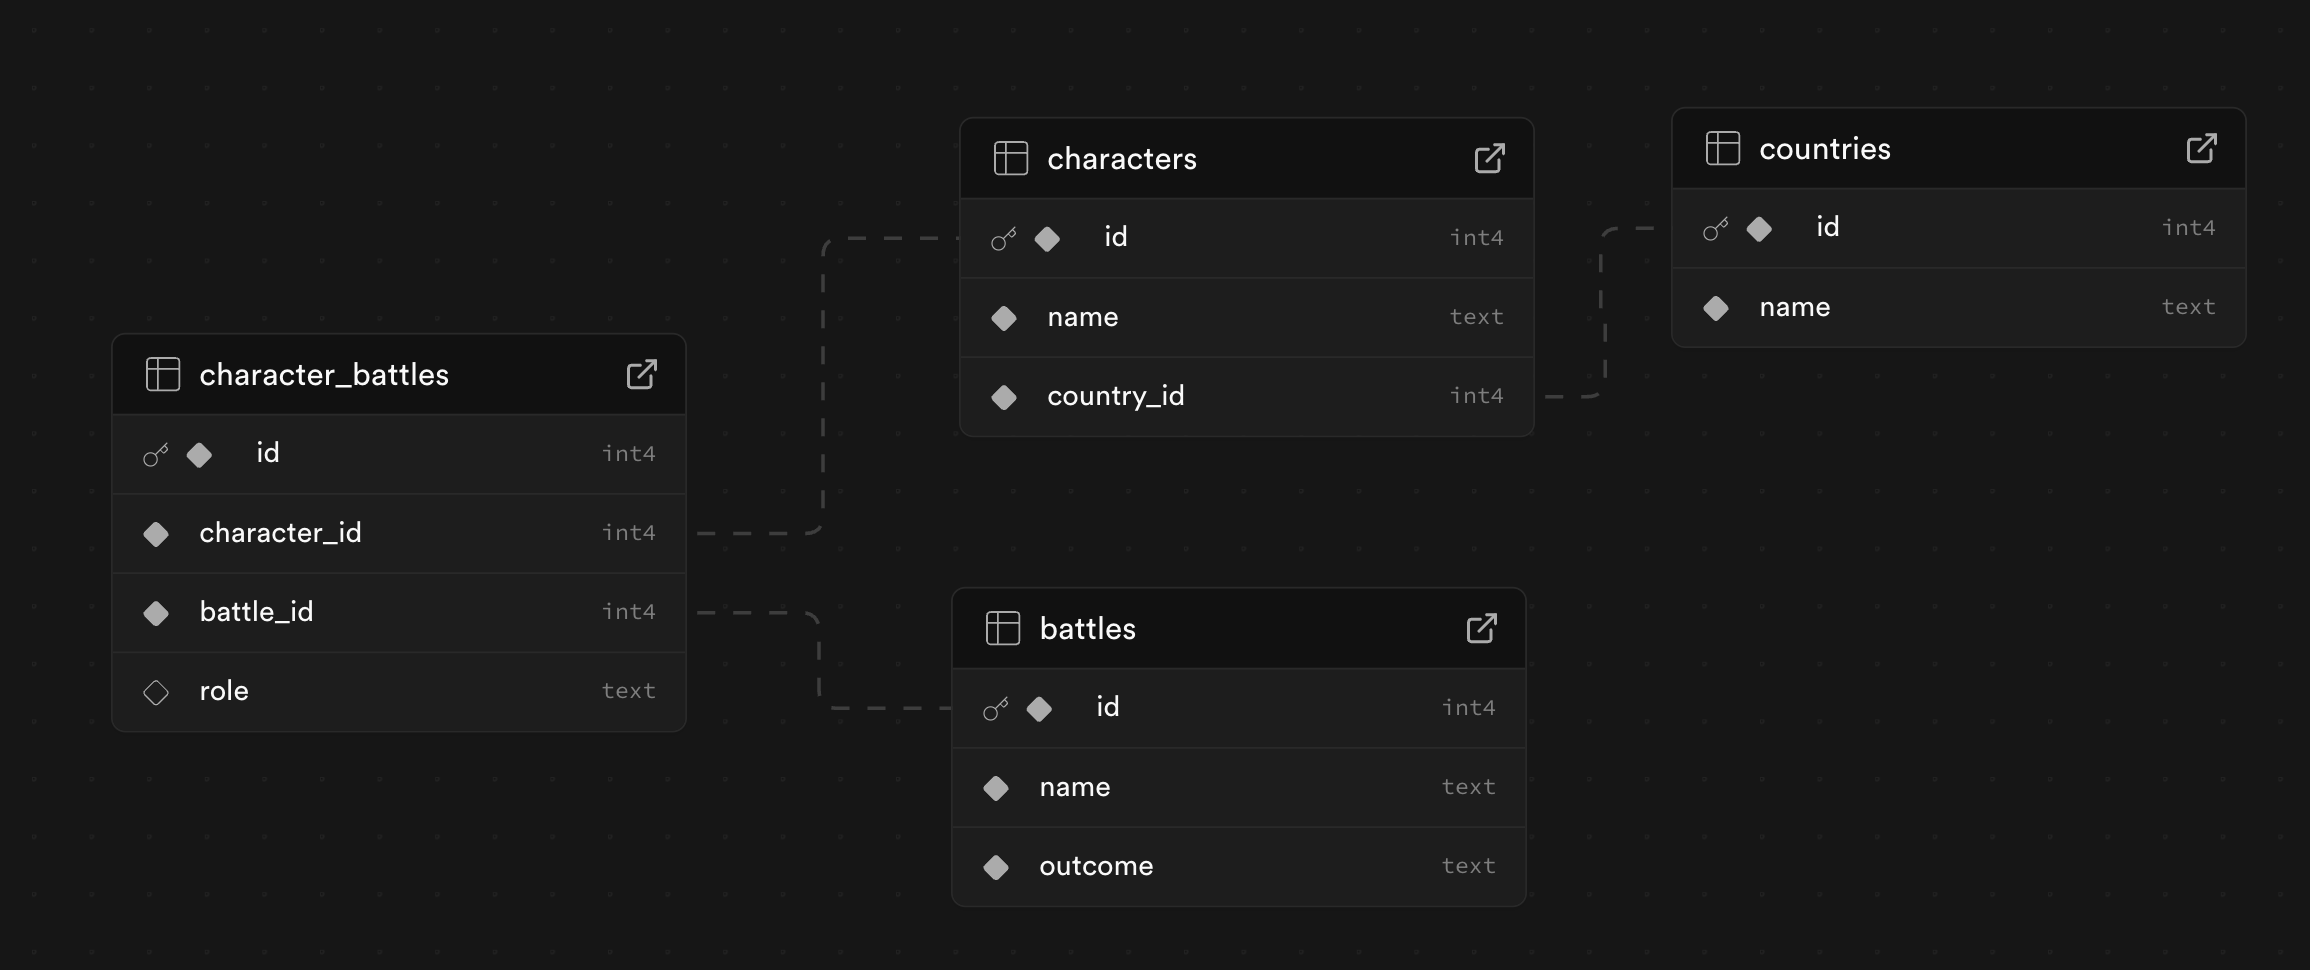 character_battles
id int4
character_id int4
battle_id int4
role text
characters
id int4
name text
country_id int4
battles
id int4
name text
outcome text
countries
id int4
name text